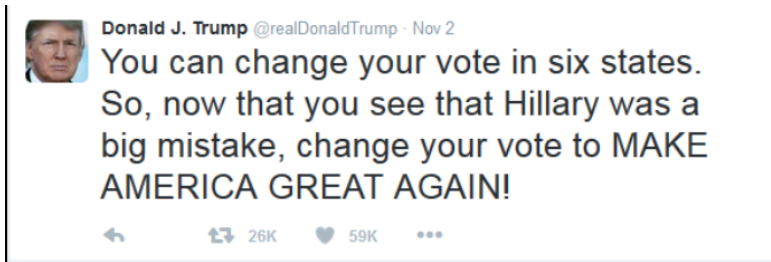 Donald J. Trump @realDonaldTrump · Nov 2
You can change your vote in six states.
So, now that you see that Hillary was a
big mistake, change your vote to MAKE
AMERICA GREAT AGAIN!
26K 59K